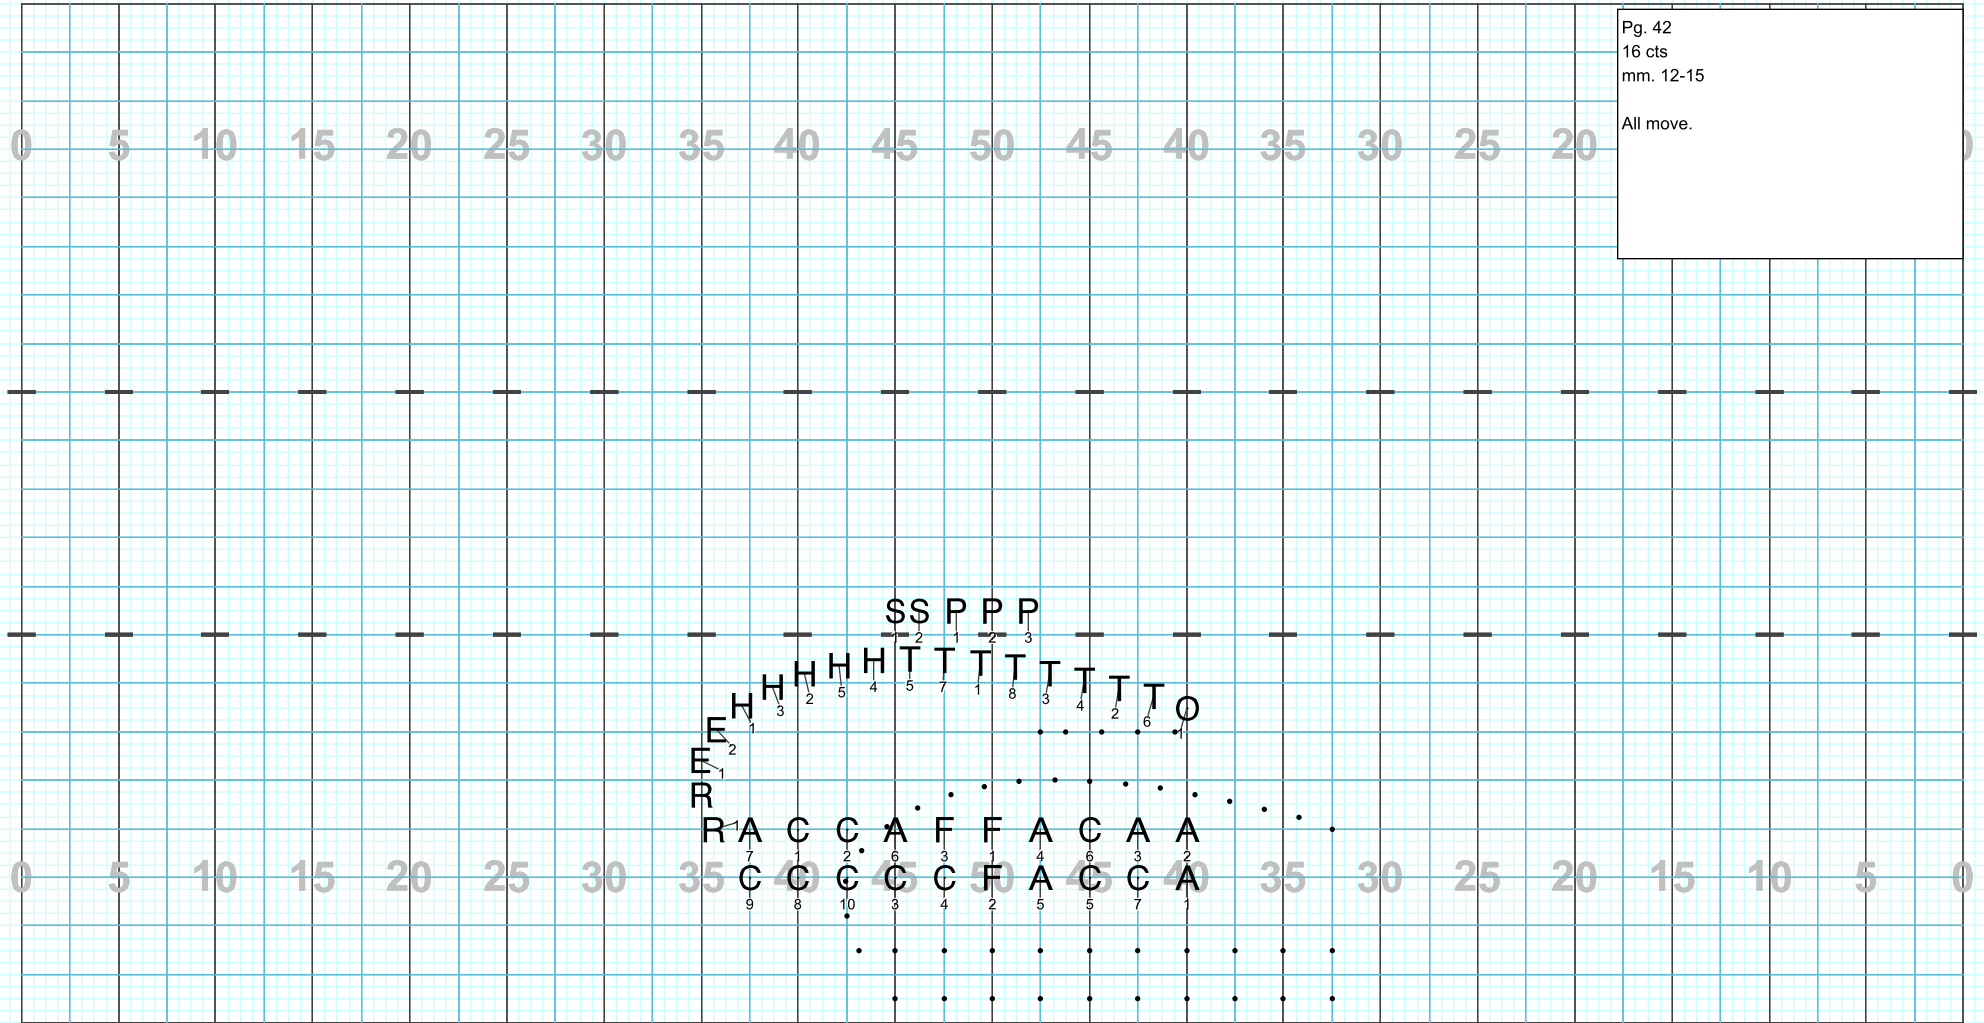 Pg. 42
16 cts
mm. 12-15
All move.
0 5 10 15 20 25 30 35 40 45 50 45 40 35 30 25 20 0
S S P P P
1 2 1 2 3
H H H H H T T T T T T T T O
1 3 2 5 4 5 7 1 8 3 4 2 6 1
E
2
E
1
R
R 1 A C C A F F A C A A
7 1 2 6 3 1 4 6 3 2
0 5 10 15 20 25 30 35 40 45 50 45 40 35 30 25 20 15 10 5 0
C C C C C F A C C A
9 8 10 3 4 2 5 5 7 1